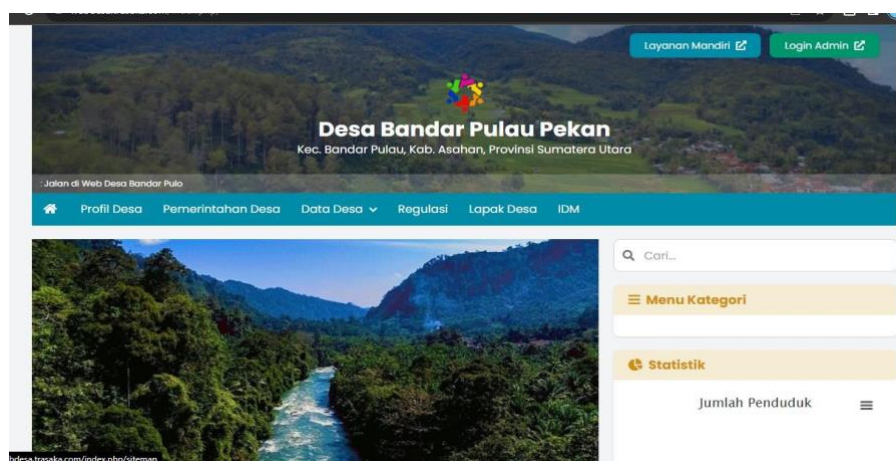 Layanan Mandiri
Login Admin
Desa Bandar Pulau Pekan
Kec. Bandar Pulau, Kab. Asahan, Provinsi Sumatera Utara
: Jalan di Web Desa Bandar Pulo
Profil Desa Pemerintahan Desa Data Desa Regulasi Lapak Desa IDM
Cari...
Menu Kategori
Statistik
Jumlah Penduduk
bdesa.trasaka.com/index.php/siteman